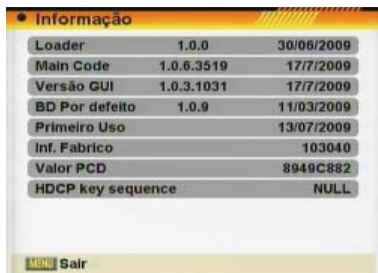 Informação
Loader 1.0.0 30/06/2009
Main Code 1.0.6.3519 17/7/2009
Versão GUI 1.0.3.1031 17/7/2009
BD Por defeito 1.0.9 11/03/2009
Primeiro Uso 13/07/2009
Inf. Fabrico 103040
Valor PCD 8949C882
HDCP key sequence NULL
MENU Sair